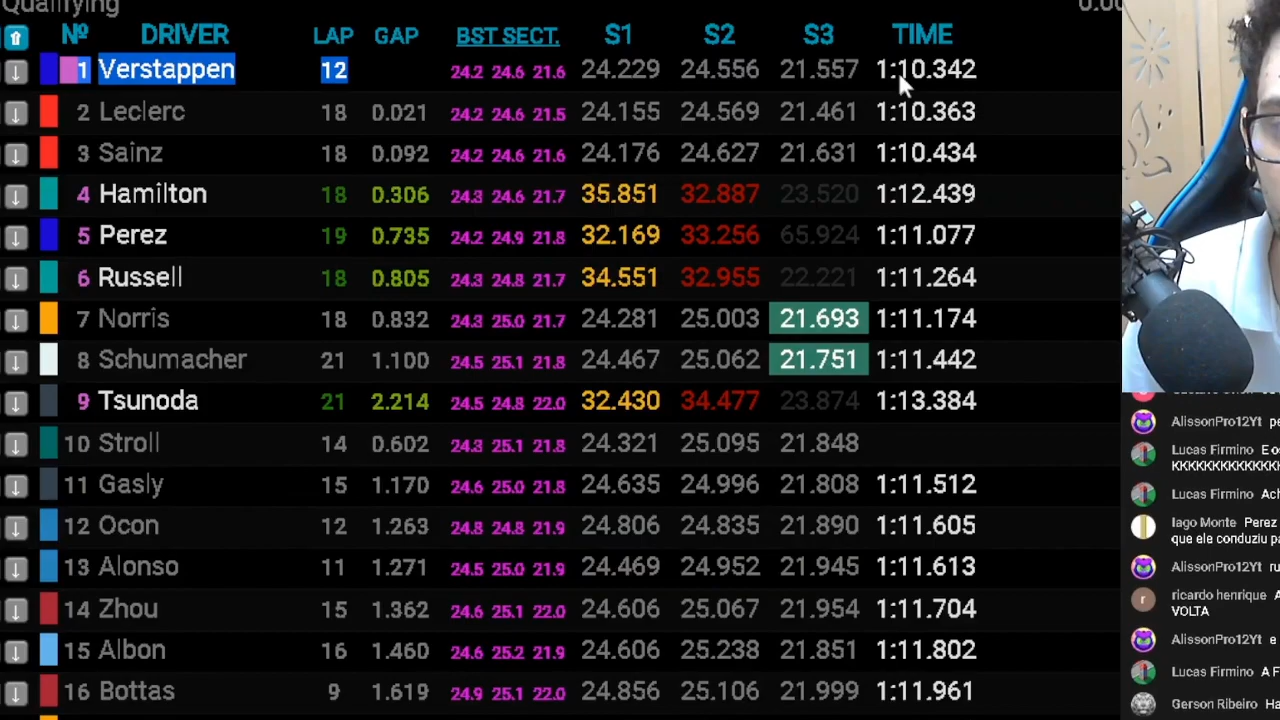 Qualifying 0:00
Nº DRIVER LAP GAP BST SECT. S1 S2 S3 TIME
1 Verstappen 12 24.2 24.6 21.6 24.229 24.556 21.557 1:10.342
2 Leclerc 18 0.021 24.2 24.6 21.5 24.155 24.569 21.461 1:10.363
3 Sainz 18 0.092 24.2 24.6 21.6 24.176 24.627 21.631 1:10.434
4 Hamilton 18 0.306 24.3 24.6 21.7 35.851 32.887 23.520 1:12.439
5 Perez 19 0.735 24.2 24.9 21.8 32.169 33.256 65.924 1:11.077
6 Russell 18 0.805 24.3 24.8 21.7 34.551 32.955 22.221 1:11.264
7 Norris 18 0.832 24.3 25.0 21.7 24.281 25.003 21.693 1:11.174
8 Schumacher 21 1.100 24.5 25.1 21.8 24.467 25.062 21.751 1:11.442
9 Tsunoda 21 2.214 24.5 24.8 22.0 32.430 34.477 23.874 1:13.384
10 Stroll 14 0.602 24.3 25.1 21.8 24.321 25.095 21.848
11 Gasly 15 1.170 24.6 25.0 21.8 24.635 24.996 21.808 1:11.512
12 Ocon 12 1.263 24.8 24.8 21.9 24.806 24.835 21.890 1:11.605
13 Alonso 11 1.271 24.5 25.0 21.9 24.469 24.952 21.945 1:11.613
14 Zhou 15 1.362 24.6 25.1 22.0 24.606 25.067 21.954 1:11.704
15 Albon 16 1.460 24.6 25.2 21.9 24.606 25.238 21.851 1:11.802
16 Bottas 9 1.619 24.9 25.1 22.0 24.856 25.106 21.999 1:11.961
AlissonPro12Yt pe
Lucas Firmino E o
KKKKKKKKKKKKK
Lucas Firmino Ach
Iago Monte Perez
que ele conduziu pa
AlissonPro12Yt ru
ricardo henrique A
VOLTA
AlissonPro12Yt e
Lucas Firmino A F
Gerson Ribeiro Ha